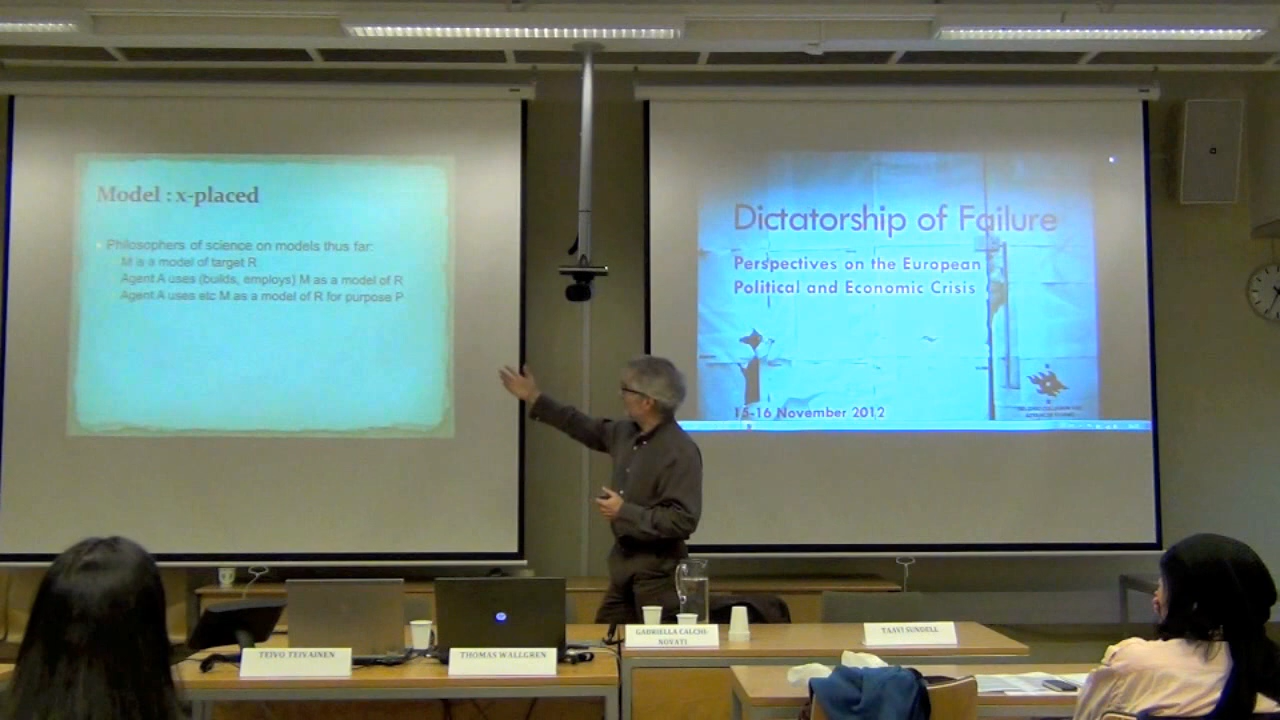 Model : x-placed
Philosophers of science on models thus far:
M is a model of target R
Agent A uses (builds, employs) M as a model of R
Agent A uses etc M as a model of R for purpose P
Dictatorship of Failure
Perspectives on the European
Political and Economic Crisis
15-16 November 2012
TEIVO TEIVAINEN
THOMAS WALLGREN
GABRIELLA CALCHI-
NOVATI
TAAVI SUNDELL